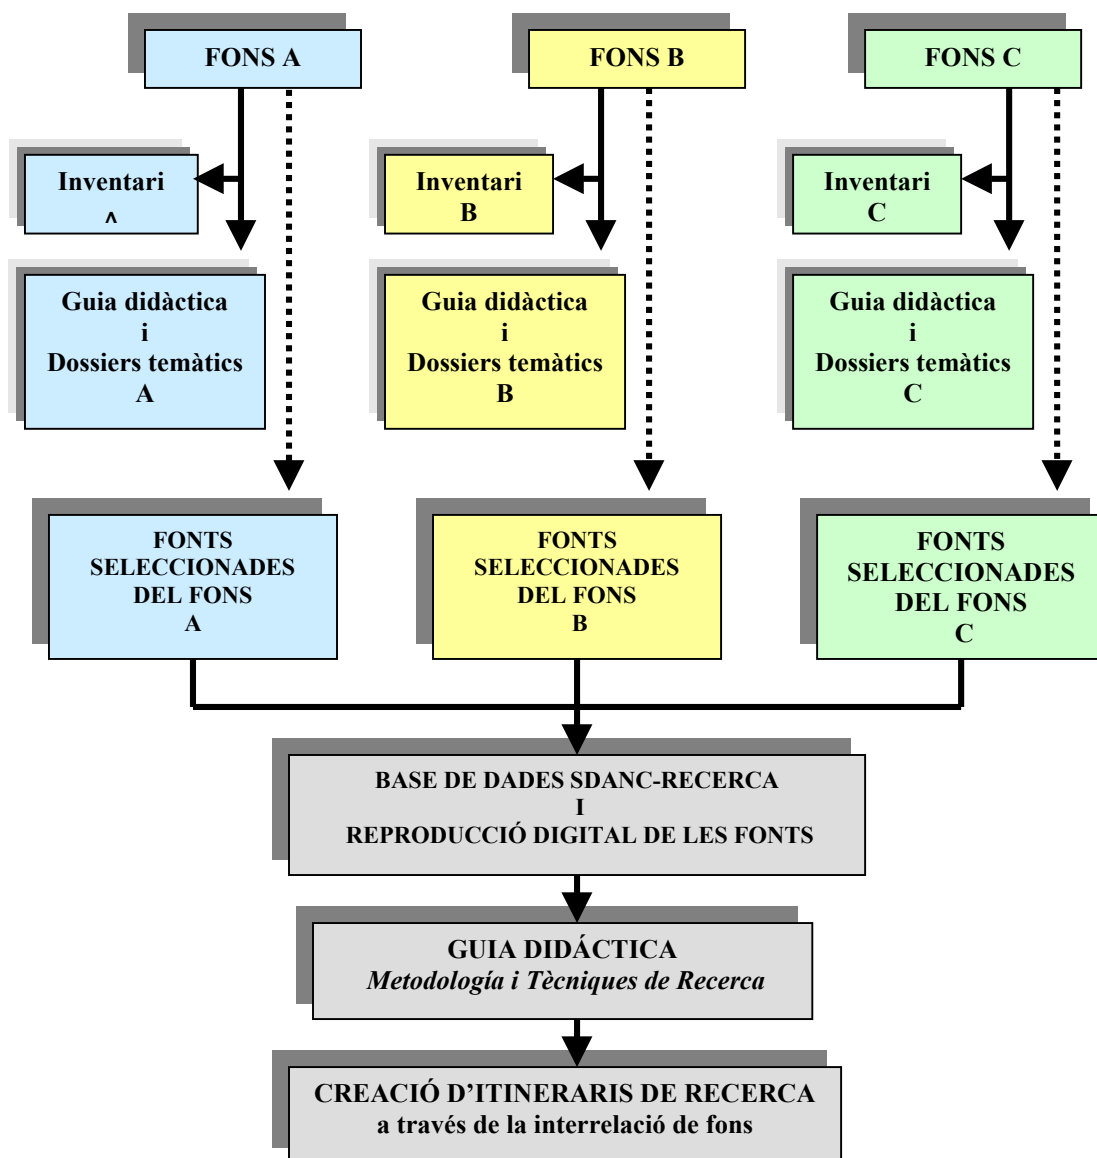 FONS A
FONS B
FONS C
Inventari
Inventari
B
Inventari
C
Guia didàctica
i
Dossiers temàtics
A
Guia didàctica
i
Dossiers temàtics
B
Guia didàctica
i
Dossiers temàtics
C
FONTS
SELECCIONADES
DEL FONS
A
FONTS
SELECCIONADES
DEL FONS
B
FONTS
SELECCIONADES
DEL FONS
C
BASE DE DADES SDANC-RECERCA
I
REPRODUCCIÓ DIGITAL DE LES FONTS
GUIA DIDÁCTICA
Metodología i Tècniques de Recerca
CREACIÓ D’ITINERARIS DE RECERCA
a través de la interrelació de fons